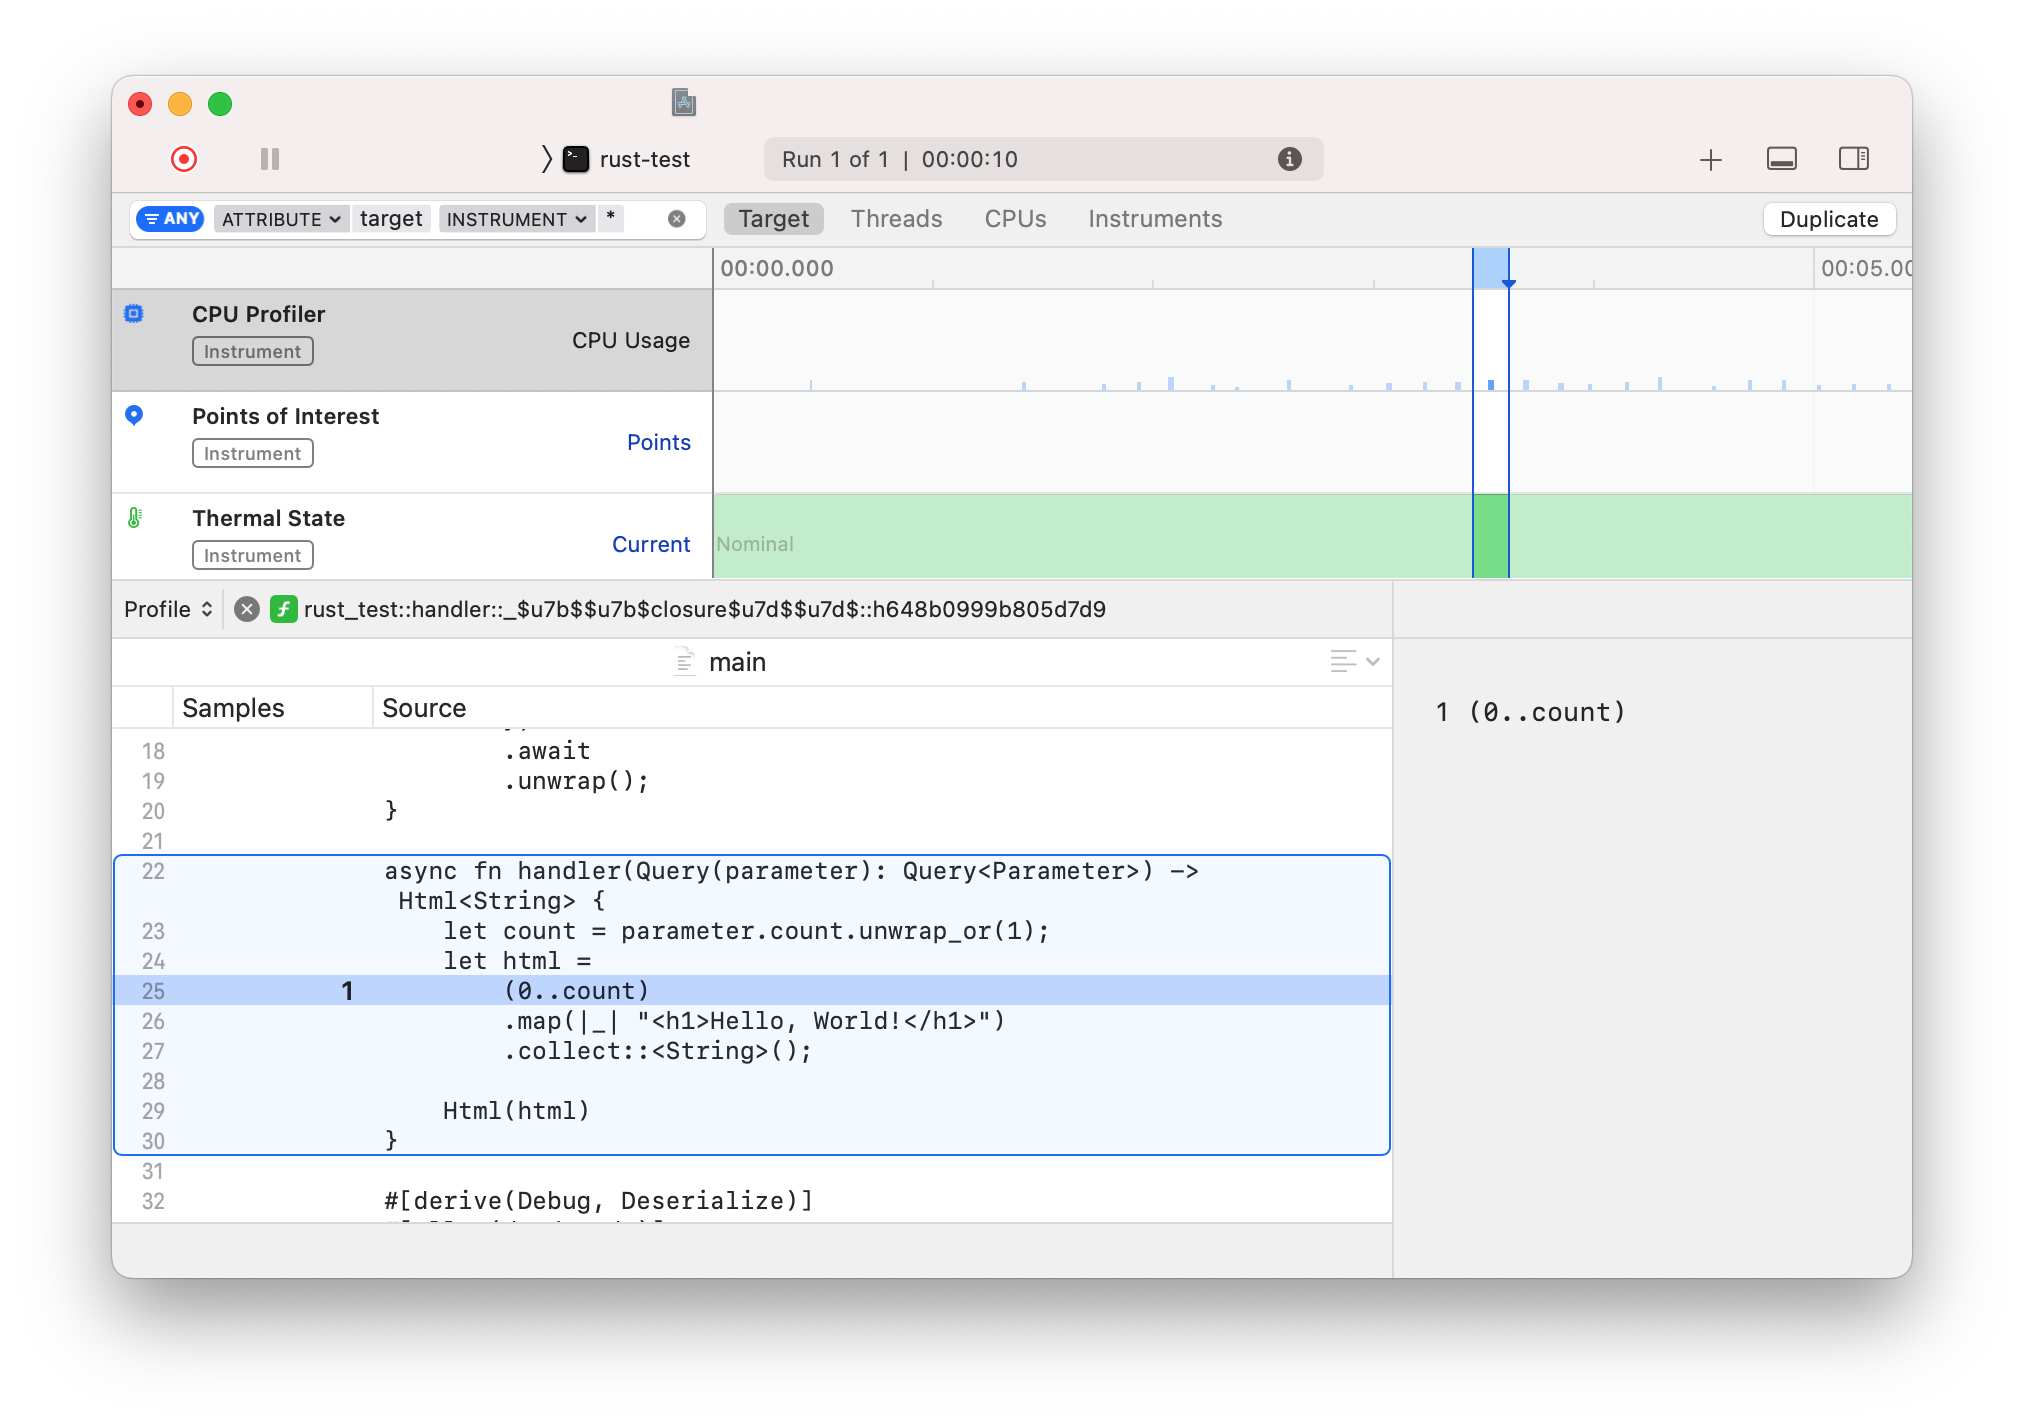 rust-test
Run 1 of 1 | 00:00:10
ANY ATTRIBUTE target INSTRUMENT *
Target Threads CPUs Instruments Duplicate
00:00.000
CPU Profiler
Instrument
CPU Usage
Points of Interest
Instrument
Points
Thermal State
Instrument
Current
Nominal
Profile
rust_test::handler::_$u7b$$u7b$closure$u7d$$u7d$::h648b0999b805d7d9
main
Samples Source
18 .await
19 .unwrap();
20 }
21
22 async fn handler(Query(parameter): Query<Parameter>) ->
Html<String> {
23 let count = parameter.count.unwrap_or(1);
24 let html =
25 1 (0..count)
26 .map(|_| "<h1>Hello, World!</h1>")
27 .collect::<String>();
28
29 Html(html)
30 }
31
32 #[derive(Debug, Deserialize)]
1 (0..count)